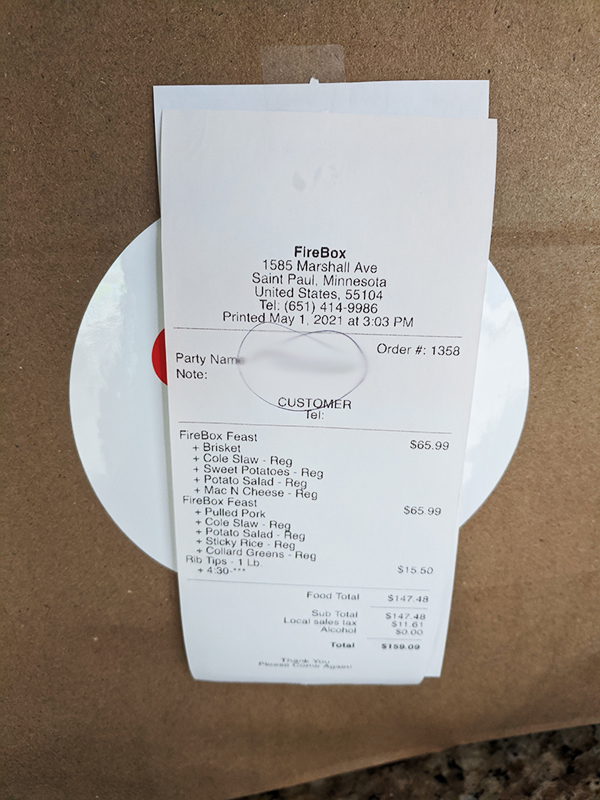 FireBox
1585 Marshall Ave
Saint Paul, Minnesota
United States, 55104
Tel: (651) 414-9986
Printed May 1, 2021 at 3:03 PM
Order #: 1358
Party Name
Note:
CUSTOMER
Tel:
FireBox Feast $65.99
+ Brisket
+ Cole Slaw - Reg
+ Sweet Potatoes - Reg
+ Potato Salad - Reg
+ Mac N Cheese - Reg
FireBox Feast $65.99
+ Pulled Pork
+ Cole Slaw - Reg
+ Potato Salad - Reg
+ Sticky Rice - Reg
+ Collard Greens - Reg
Rib Tips - 1 Lb. $15.50
+ 4:30-***
Food Total $147.48
Sub Total $147.48
Local sales tax $11.61
Alcohol $0.00
Total $159.09
Thank You
Please Come Again!